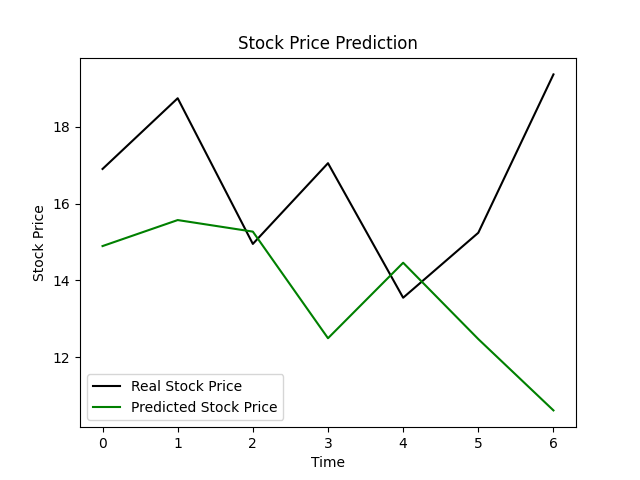 Stock Price Prediction
Stock Price
18
16
14
12
Real Stock Price
Predicted Stock Price
0 1 2 3 4 5 6
Time